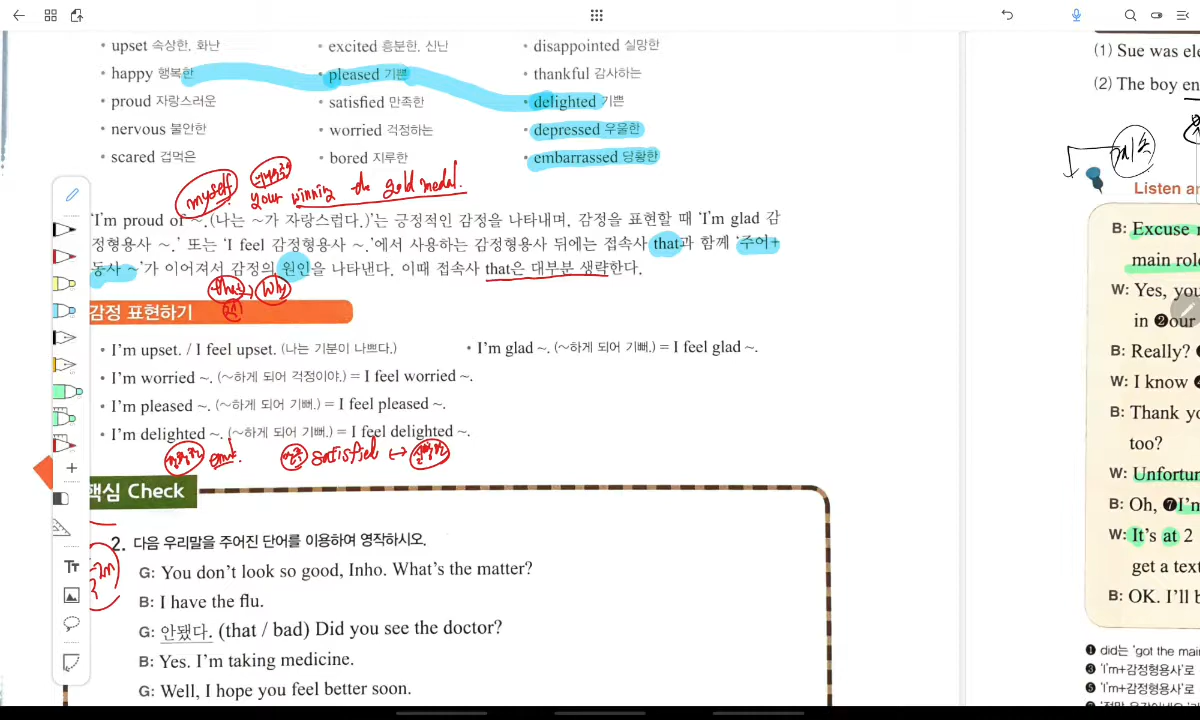 • upset 속상한, 화난 • excited 흥분한, 신난 • disappointed 실망한
• happy 행복한 • pleased 기쁜 • thankful 감사하는
• proud 자랑스러운 • satisfied 만족한 • delighted 기쁜
• nervous 불안한 • worried 걱정하는 • depressed 우울한
• scared 겁먹은 • bored 지루한 • embarrassed 당황한
myself your winning the gold medal.
'I'm proud of ~.(나는 ~가 자랑스럽다.)'는 긍정적인 감정을 나타내며, 감정을 표현할 때 'I'm glad 감
정형용사 ~.' 또는 'I feel 감정형용사 ~.'에서 사용하는 감정형용사 뒤에는 접속사 that과 함께 '주어+
동사 ~'가 이어져서 감정의 원인을 나타낸다. 이때 접속사 that은 대부분 생략한다.
that why
감정 표현하기
• I'm upset. / I feel upset. (나는 기분이 나쁘다.) • I'm glad ~. (~하게 되어 기뻐.) = I feel glad ~.
• I'm worried ~. (~하게 되어 걱정이야.) = I feel worried ~.
• I'm pleased ~. (~하게 되어 기뻐.) = I feel pleased ~.
• I'm delighted ~. (~하게 되어 기뻐.) = I feel delighted ~.
satisfied ↔
핵심 Check
2. 다음 우리말을 주어진 단어를 이용하여 영작하시오.
G: You don't look so good, Inho. What's the matter?
B: I have the flu.
G: 안됐다. (that / bad) Did you see the doctor?
B: Yes. I'm taking medicine.
G: Well, I hope you feel better soon.
(1) Sue was ele
(2) The boy en
Listen an
B: Excuse
main role
W: Yes, you
in ❷our
B: Really?
W: I know
B: Thank yo
too?
W: Unfortun
B: Oh, ❼I'm
W: It's at 2
get a text
B: OK. I'll b
❶ did는 'got the main
❸ 'I'm+감정형용사'로
❺ 'I'm+감정형용사'로
Tr